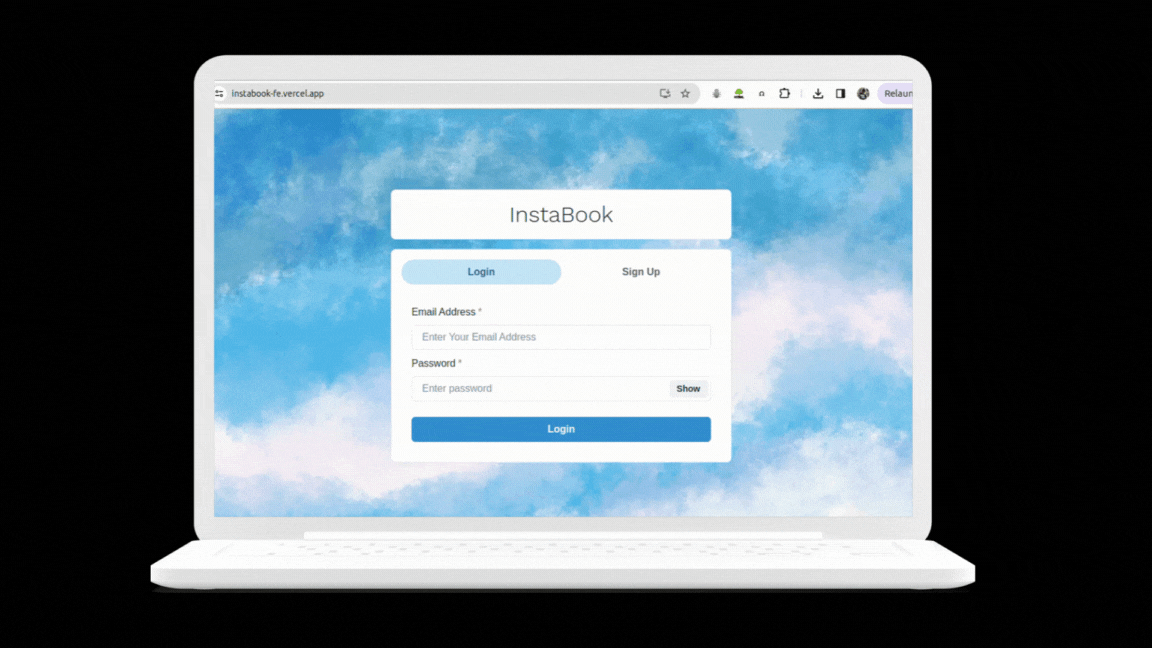 instabook-fe.vercel.app
Relaun
InstaBook
Login Sign Up
Email Address *
Enter Your Email Address
Password *
Enter password Show
Login